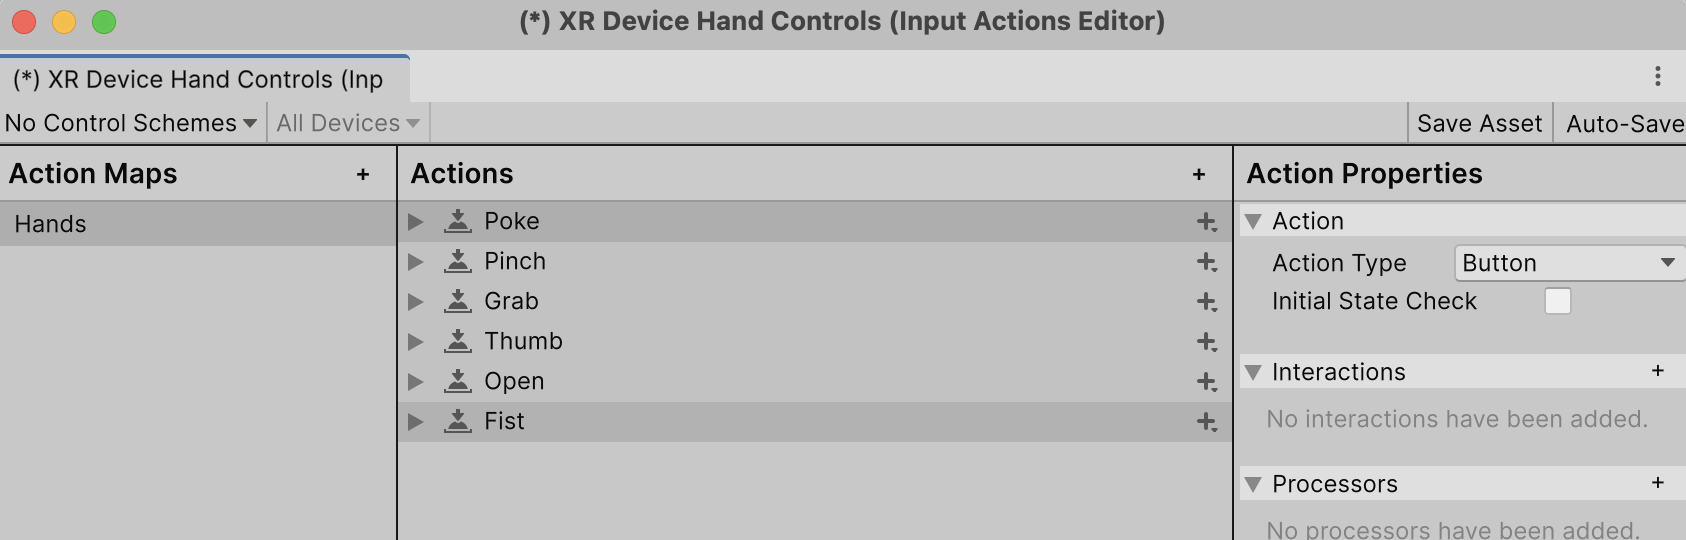 (*) XR Device Hand Controls (Input Actions Editor)
(*) XR Device Hand Controls (Inp
No Control Schemes All Devices Save Asset Auto-Save
Action Maps +
Hands
Actions +
Poke
Pinch
Grab
Thumb
Open
Fist
Action Properties
Action
Action Type Button
Initial State Check
Interactions +
No interactions have been added.
Processors +
No processors have been added.